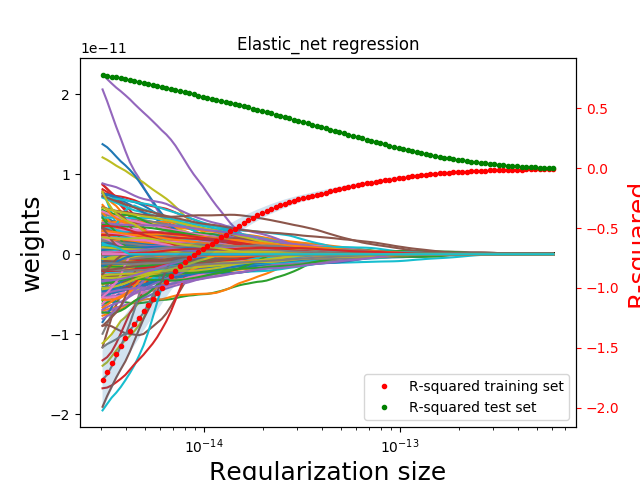 Elastic_net regression
1e−11
2
1
0
−1
−2
weights
10⁻¹⁴
10⁻¹³
Regularization size
0.5
0.0
−0.5
−1.0
−1.5
−2.0
R-squared
R-squared training set
R-squared test set